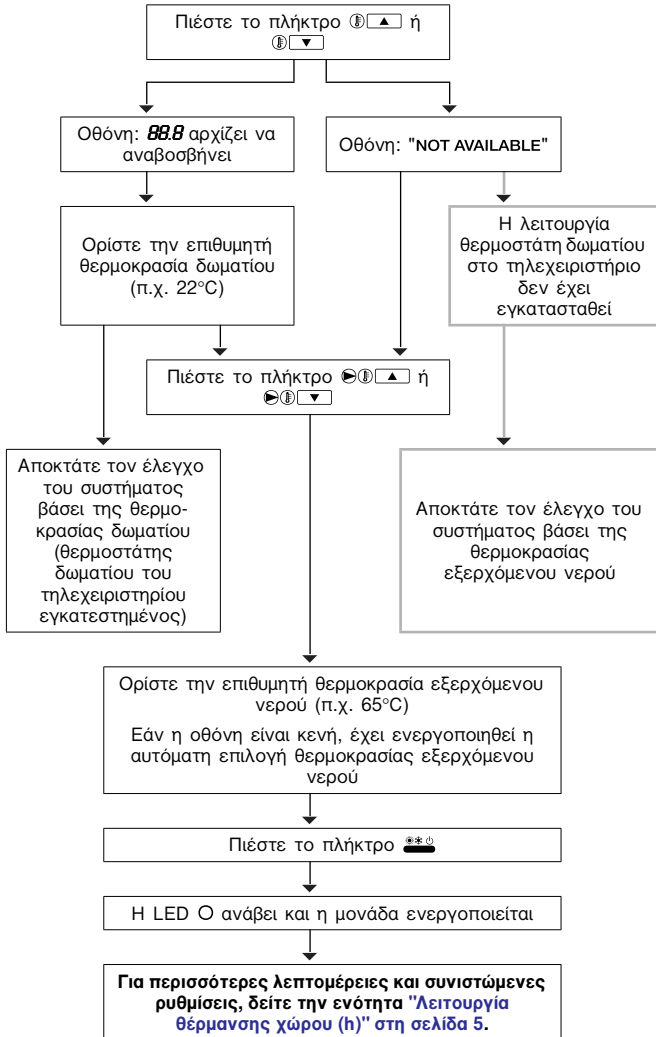 Πιέστε το πλήκτρο ή
Οθόνη: 88.8 αρχίζει να
αναβοσβήνει
Οθόνη: "NOT AVAILABLE"
Ορίστε την επιθυμητή
θερμοκρασία δωματίου
(π.χ. 22°C)
Η λειτουργία
θερμοστάτη δωματίου
στο τηλεχειριστήριο
δεν έχει
εγκατασταθεί
Πιέστε το πλήκτρο ή
Αποκτάτε τον έλεγχο
του συστήματος
βάσει της θερμο-
κρασίας δωματίου
(θερμοστάτης
δωματίου του
τηλεχειριστηρίου
εγκατεστημένος)
Αποκτάτε τον έλεγχο του
συστήματος βάσει της
θερμοκρασίας
εξερχόμενου νερού
Ορίστε την επιθυμητή θερμοκρασία εξερχόμενου
νερού (π.χ. 65°C)
Εάν η οθόνη είναι κενή, έχει ενεργοποιηθεί η
αυτόματη επιλογή θερμοκρασίας εξερχόμενου
νερού
Πιέστε το πλήκτρο
Η LED ανάβει και η μονάδα ενεργοποιείται
Για περισσότερες λεπτομέρειες και συνιστώμενες
ρυθμίσεις, δείτε την ενότητα "Λειτουργία
θέρμανσης χώρου (h)" στη σελίδα 5.